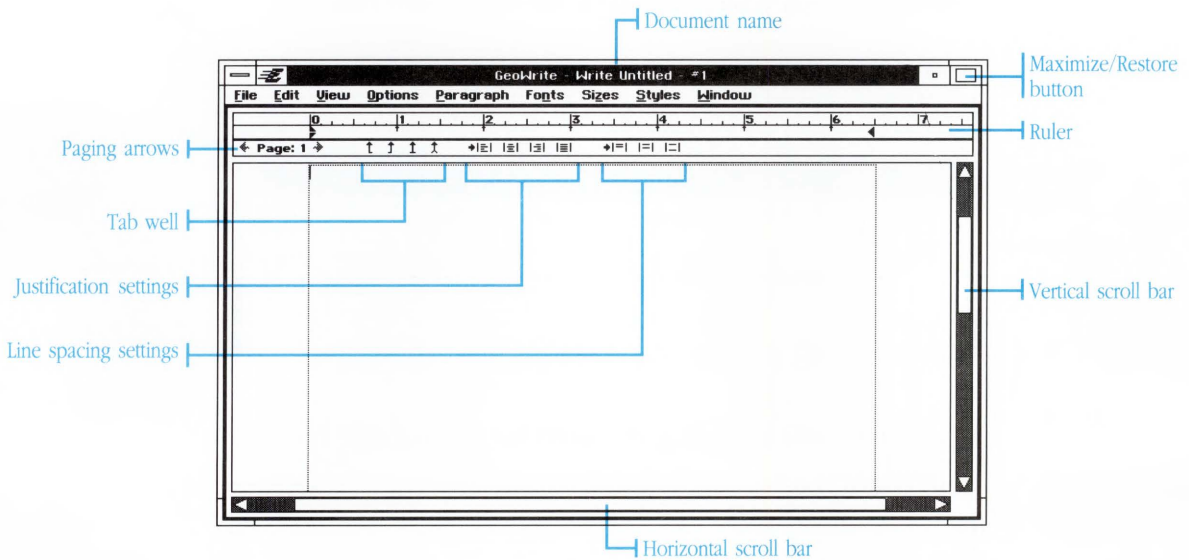 Document name
GeoWrite - Write Untitled - #1
Maximize/Restore
button
File Edit View Options Paragraph Fonts Sizes Styles Window
0 1 2 3 4 5 6 7
Ruler
Paging arrows
Page: 1
Tab well
Justification settings
Vertical scroll bar
Line spacing settings
Horizontal scroll bar